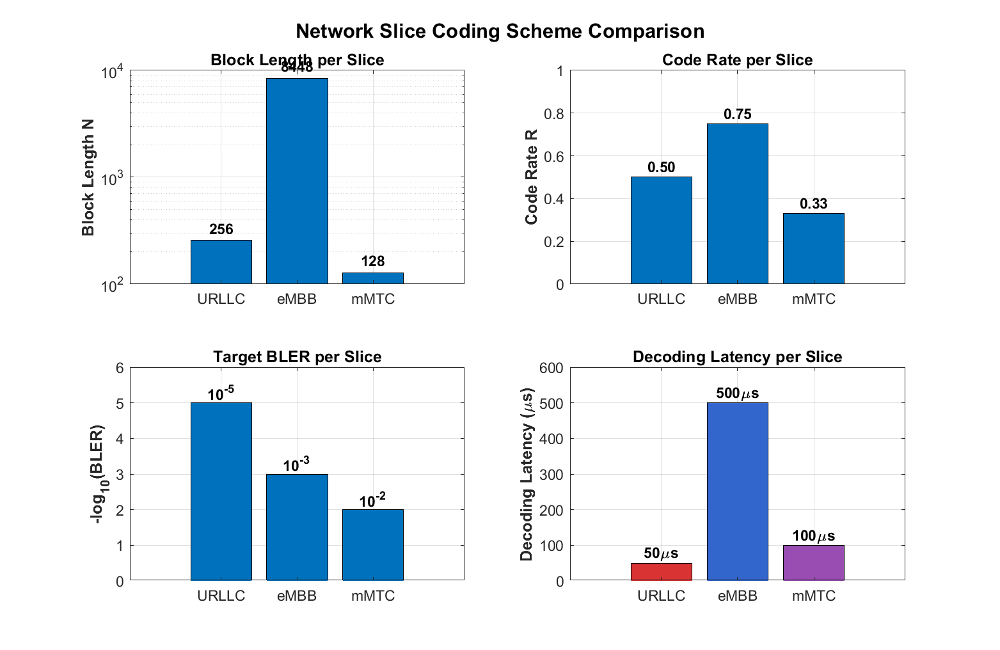 Network Slice Coding Scheme Comparison
Block Length per Slice
8448
10^4
10^3
10^2
Block Length N
256
128
URLLC eMBB mMTC
Code Rate per Slice
1
0.8
0.6
0.4
0.2
0
Code Rate R
0.50
0.75
0.33
URLLC eMBB mMTC
Target BLER per Slice
6
5
4
3
2
1
0
-log_10(BLER)
10^-5
10^-3
10^-2
URLLC eMBB mMTC
Decoding Latency per Slice
600
500
400
300
200
100
0
Decoding Latency (μs)
50μs
500μs
100μs
URLLC eMBB mMTC